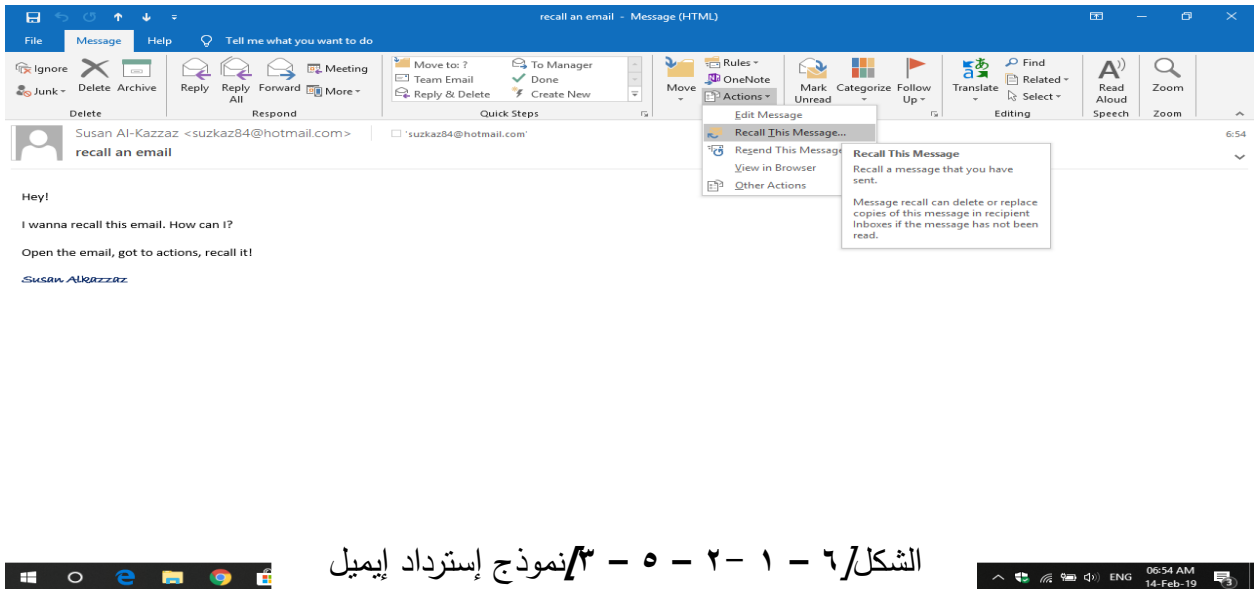 recall an email - Message (HTML)
File Message Help Tell me what you want to do
Ignore
Junk
Delete
Archive
Delete
Reply
Reply All
Forward
Meeting
More
Respond
Move to: ?
Team Email
Reply & Delete
To Manager
Done
Create New
Quick Steps
Move
Rules
OneNote
Actions
Mark Unread
Categorize
Follow Up
Translate
Find
Related
Select
Editing
Read Aloud
Speech
Zoom
Zoom
Edit Message
Recall This Message...
Resend This Message
View in Browser
Other Actions
Recall This Message
Recall a message that you have
sent.
Message recall can delete or replace
copies of this message in recipient
Inboxes if the message has not been
read.
Susan Al-Kazzaz <suzkaz84@hotmail.com>
'suzkaz84@hotmail.com'
6:54
recall an email
Hey!
I wanna recall this email. How can I?
Open the email, got to actions, recall it!
Susan Alkazzaz
الشكل[٦ – ١ -٢ – ٥ – ٣]نموذج إسترداد إيميل
ENG
06:54 AM
14-Feb-19
3